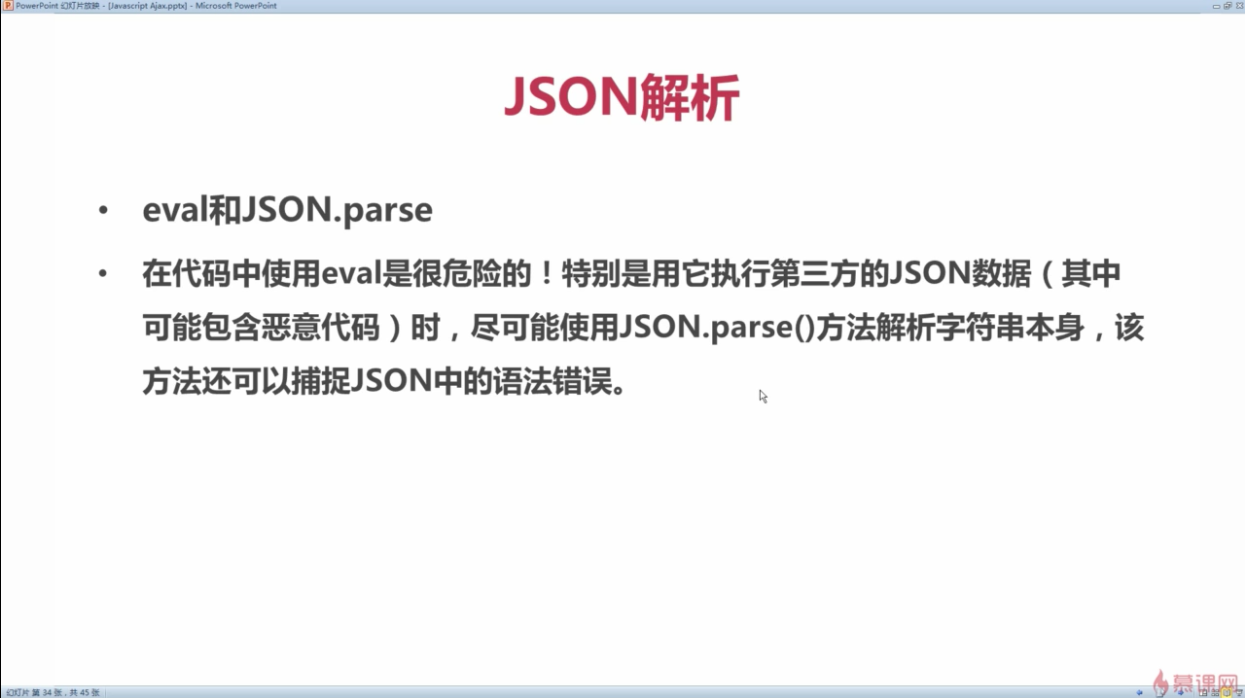 PowerPoint 幻灯片放映 - [Javascript Ajax.pptx] - Microsoft PowerPoint
JSON解析
• eval和JSON.parse
• 在代码中使用eval是很危险的！特别是用它执行第三方的JSON数据（其中
可能包含恶意代码）时，尽可能使用JSON.parse()方法解析字符串本身，该
方法还可以捕捉JSON中的语法错误。
幻灯片 第 34 张，共 45 张
慕课网